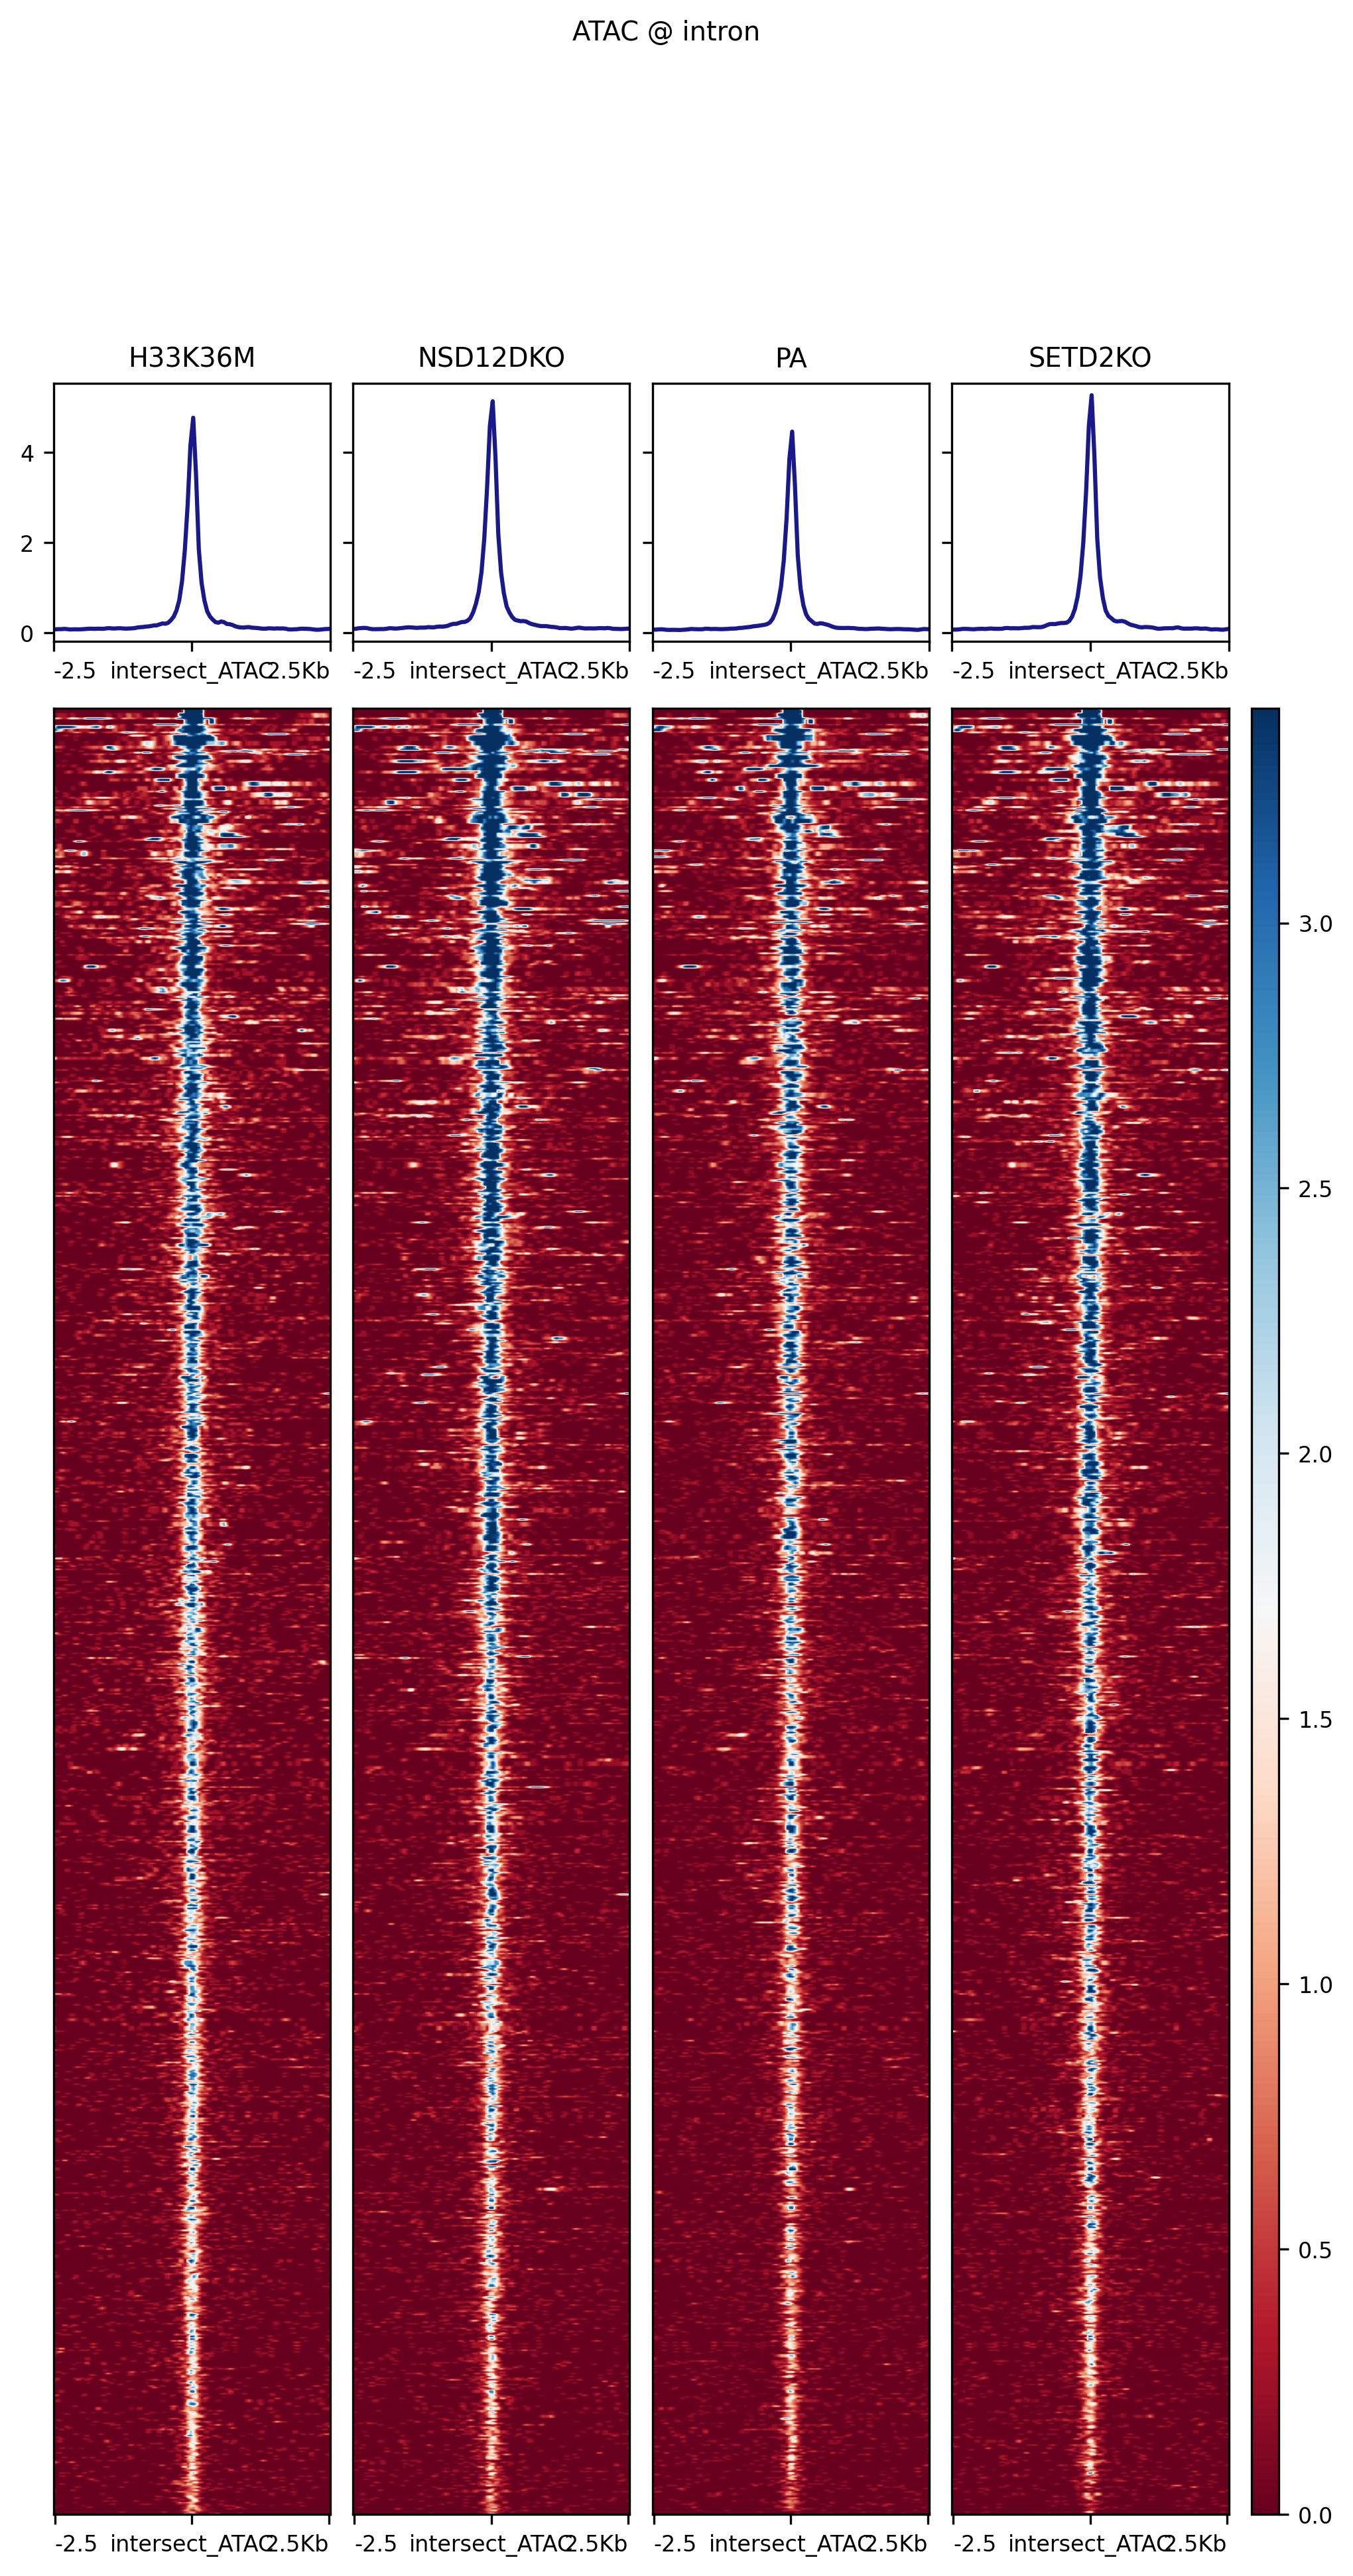 ATAC @ intron
H33K36M NSD12DKO PA SETD2KO
4
2
0
-2.5 intersect_ATAC 2.5Kb -2.5 intersect_ATAC 2.5Kb -2.5 intersect_ATAC 2.5Kb -2.5 intersect_ATAC 2.5Kb
3.0
2.5
2.0
1.5
1.0
0.5
0.0
-2.5 intersect_ATAC 2.5Kb -2.5 intersect_ATAC 2.5Kb -2.5 intersect_ATAC 2.5Kb -2.5 intersect_ATAC 2.5Kb